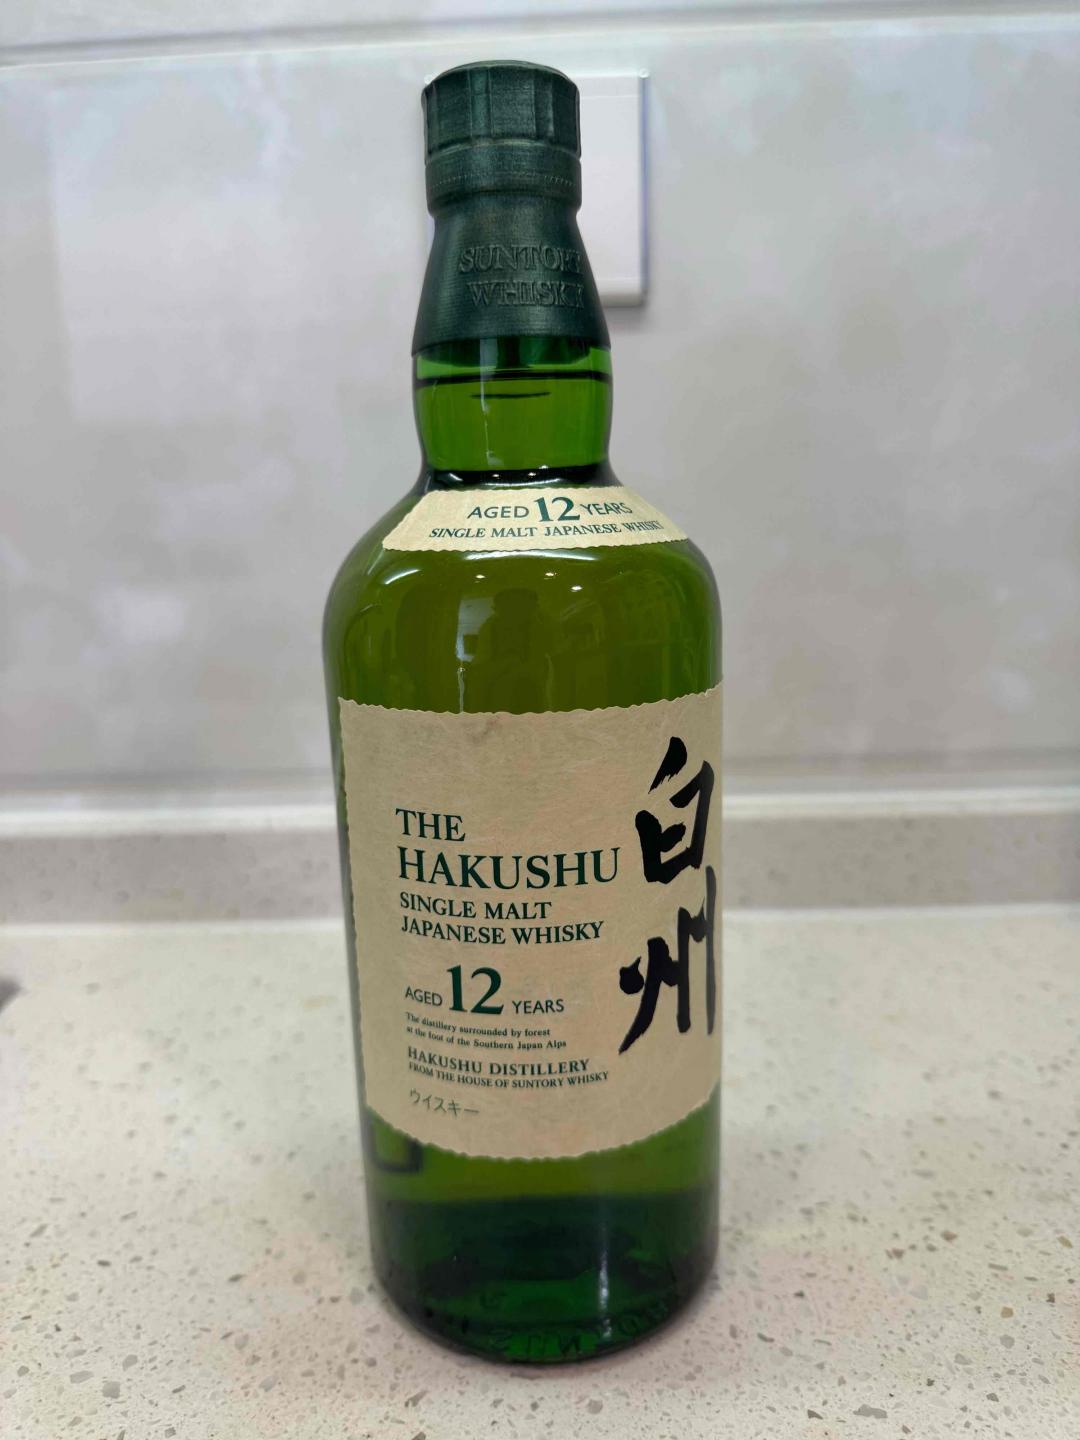 SUNTORY
WHISKY
AGED 12 YEARS
SINGLE MALT JAPANESE WHISKY
白州
THE
HAKUSHU
SINGLE MALT
JAPANESE WHISKY
AGED 12 YEARS
The distillery surrounded by forest
at the foot of the Southern Japan Alps
HAKUSHU DISTILLERY
FROM THE HOUSE OF SUNTORY WHISKY
ウイスキー